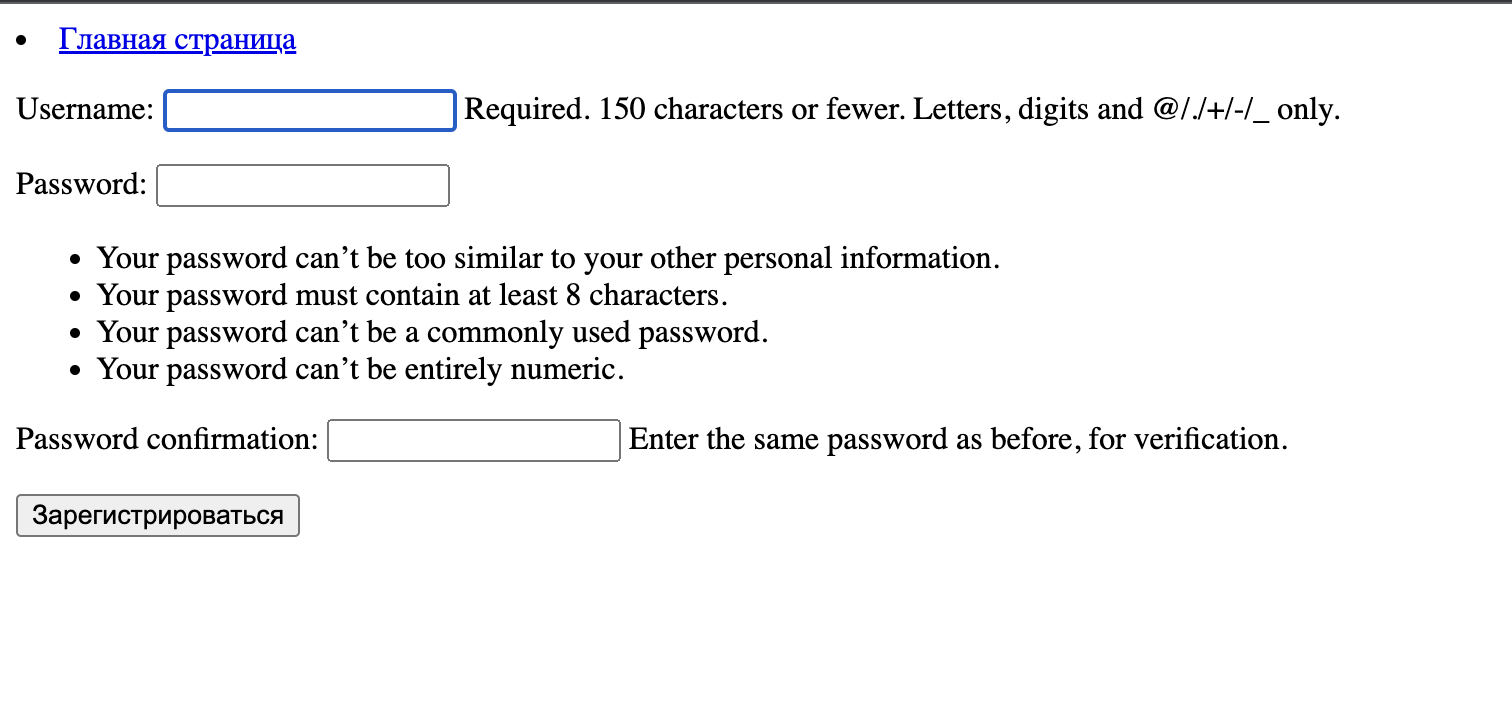 Главная страница
Username: Required. 150 characters or fewer. Letters, digits and @/./+/-/_ only.
Password:
Your password can’t be too similar to your other personal information.
Your password must contain at least 8 characters.
Your password can’t be a commonly used password.
Your password can’t be entirely numeric.
Password confirmation: Enter the same password as before, for verification.
Зарегистрироваться